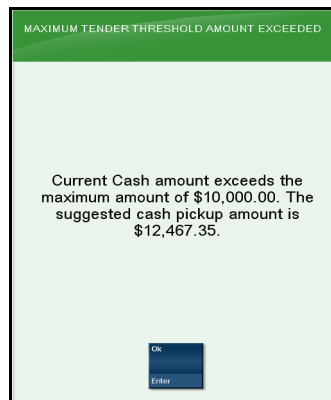 MAXIMUM TENDER THRESHOLD AMOUNT EXCEEDED
Current Cash amount exceeds the
maximum amount of $10,000.00. The
suggested cash pickup amount is
$12,467.35.
Ok
Enter